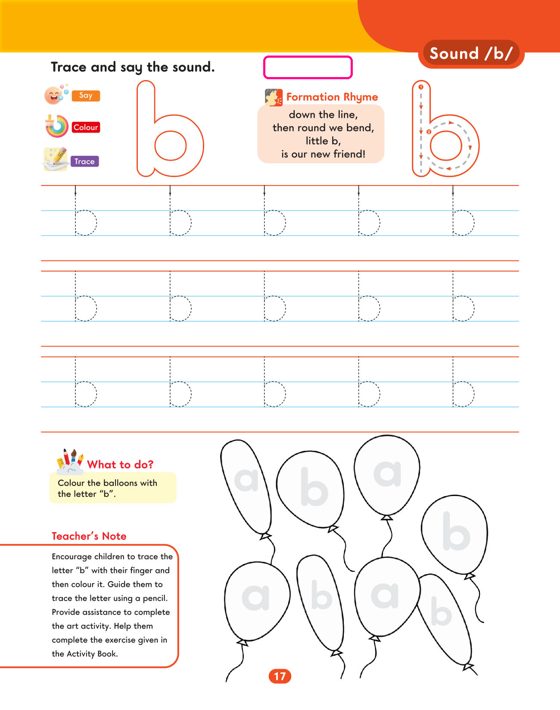 Sound /b/
Trace and say the sound.
Say
Colour
Trace
b
Formation Rhyme
down the line,
then round we bend,
little b,
is our new friend!
b
b b b b b
b b b b b
b b b b b
What to do?
Colour the balloons with
the letter “b”.
Teacher’s Note
Encourage children to trace the
letter “b” with their finger and
then colour it. Guide them to
trace the letter using a pencil.
Provide assistance to complete
the art activity. Help them
complete the exercise given in
the Activity Book.
a b a b
a b a b
17